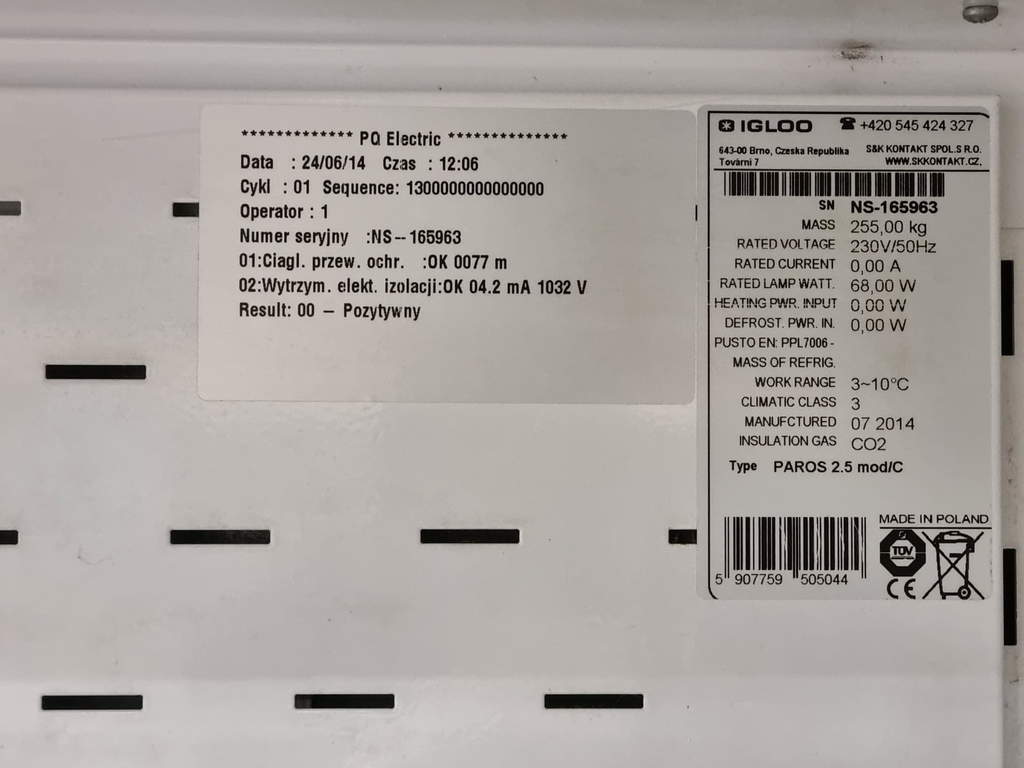 ************* PQ Electric **************
Data : 24/06/14 Czas : 12:06
Cykl : 01 Sequence: 1300000000000000
Operator : 1
Numer seryjny :NS--165963
01:Ciagl. przew. ochr. :OK 0077 m
02:Wytrzym. elekt. izolacji:OK 04.2 mA 1032 V
Result: 00 – Pozytywny
IGLOO ☎ +420 545 424 327
643-00 Brno, Czeska Republika S&K KONTAKT SPOL.S R.O.
Tovární 7 WWW.SKKONTAKT.CZ.
SN NS-165963
MASS 255,00 kg
RATED VOLTAGE 230V/50Hz
RATED CURRENT 0,00 A
RATED LAMP WATT. 68,00 W
HEATING PWR. INPUT 0,00 W
DEFROST. PWR. IN. 0,00 W
PUSTO EN: PPL7006 -
MASS OF REFRIG.
WORK RANGE 3~10°C
CLIMATIC CLASS 3
MANUFCTURED 07 2014
INSULATION GAS CO2
Type PAROS 2.5 mod/C
MADE IN POLAND
TÜV
CE
5 907759 505044